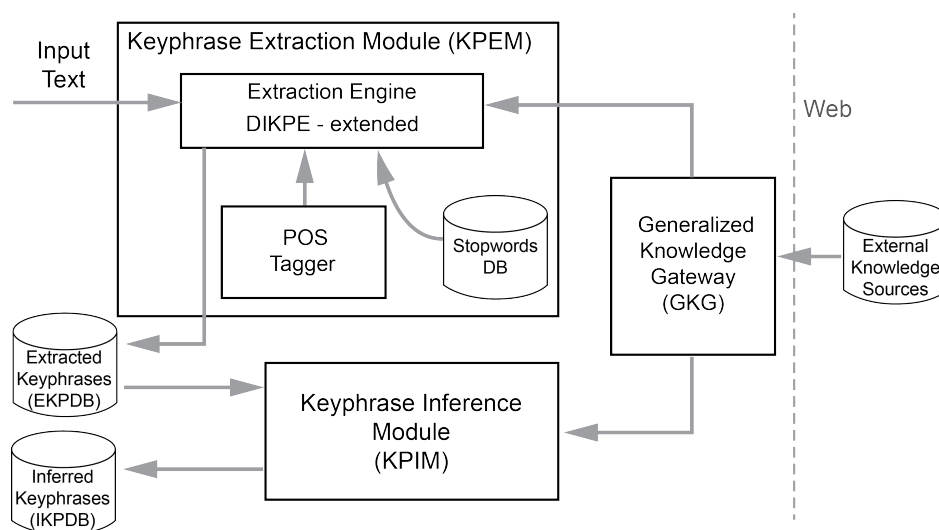 Keyphrase Extraction Module (KPEM)
Input
Text
Extraction Engine
DIKPE - extended
Web
POS
Tagger
Stopwords
DB
Generalized
Knowledge
Gateway
(GKG)
External
Knowledge
Sources
Extracted
Keyphrases
(EKPDB)
Keyphrase Inference
Module
(KPIM)
Inferred
Keyphrases
(IKPDB)